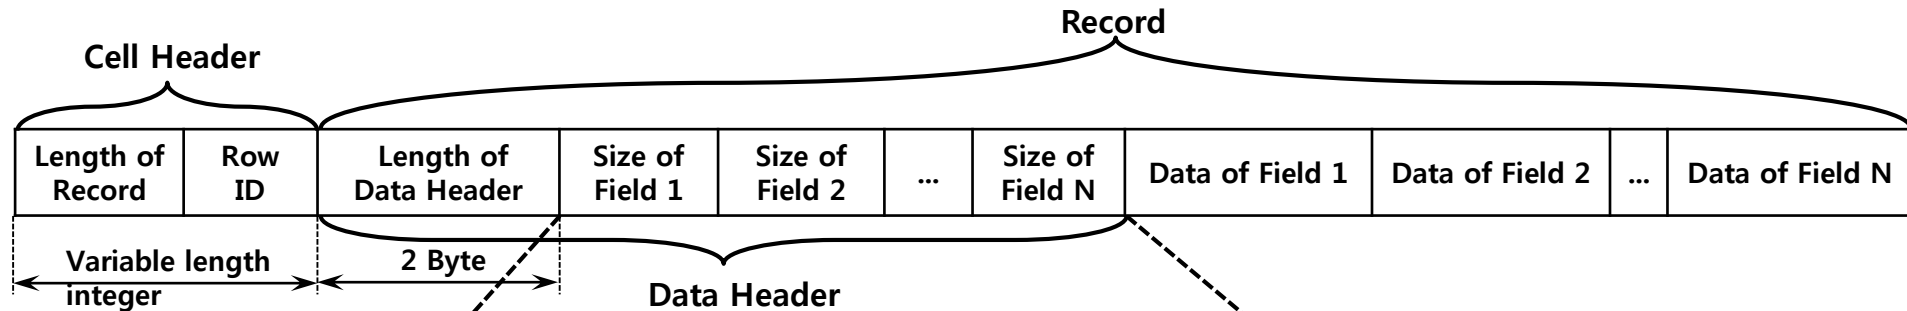 Record
Cell Header
Length of
Record
Row
ID
Length of
Data Header
Size of
Field 1
Size of
Field 2
...
Size of
Field N
Data of Field 1
Data of Field 2
...
Data of Field N
Variable length
integer
2 Byte
Data Header